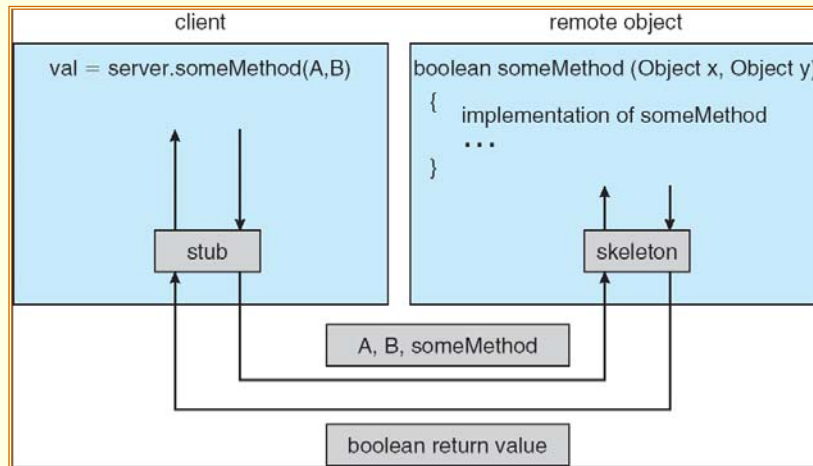 client
remote object
val = server.someMethod(A,B)
boolean someMethod (Object x, Object y)
{
implementation of someMethod
...
}
stub
skeleton
A, B, someMethod
boolean return value